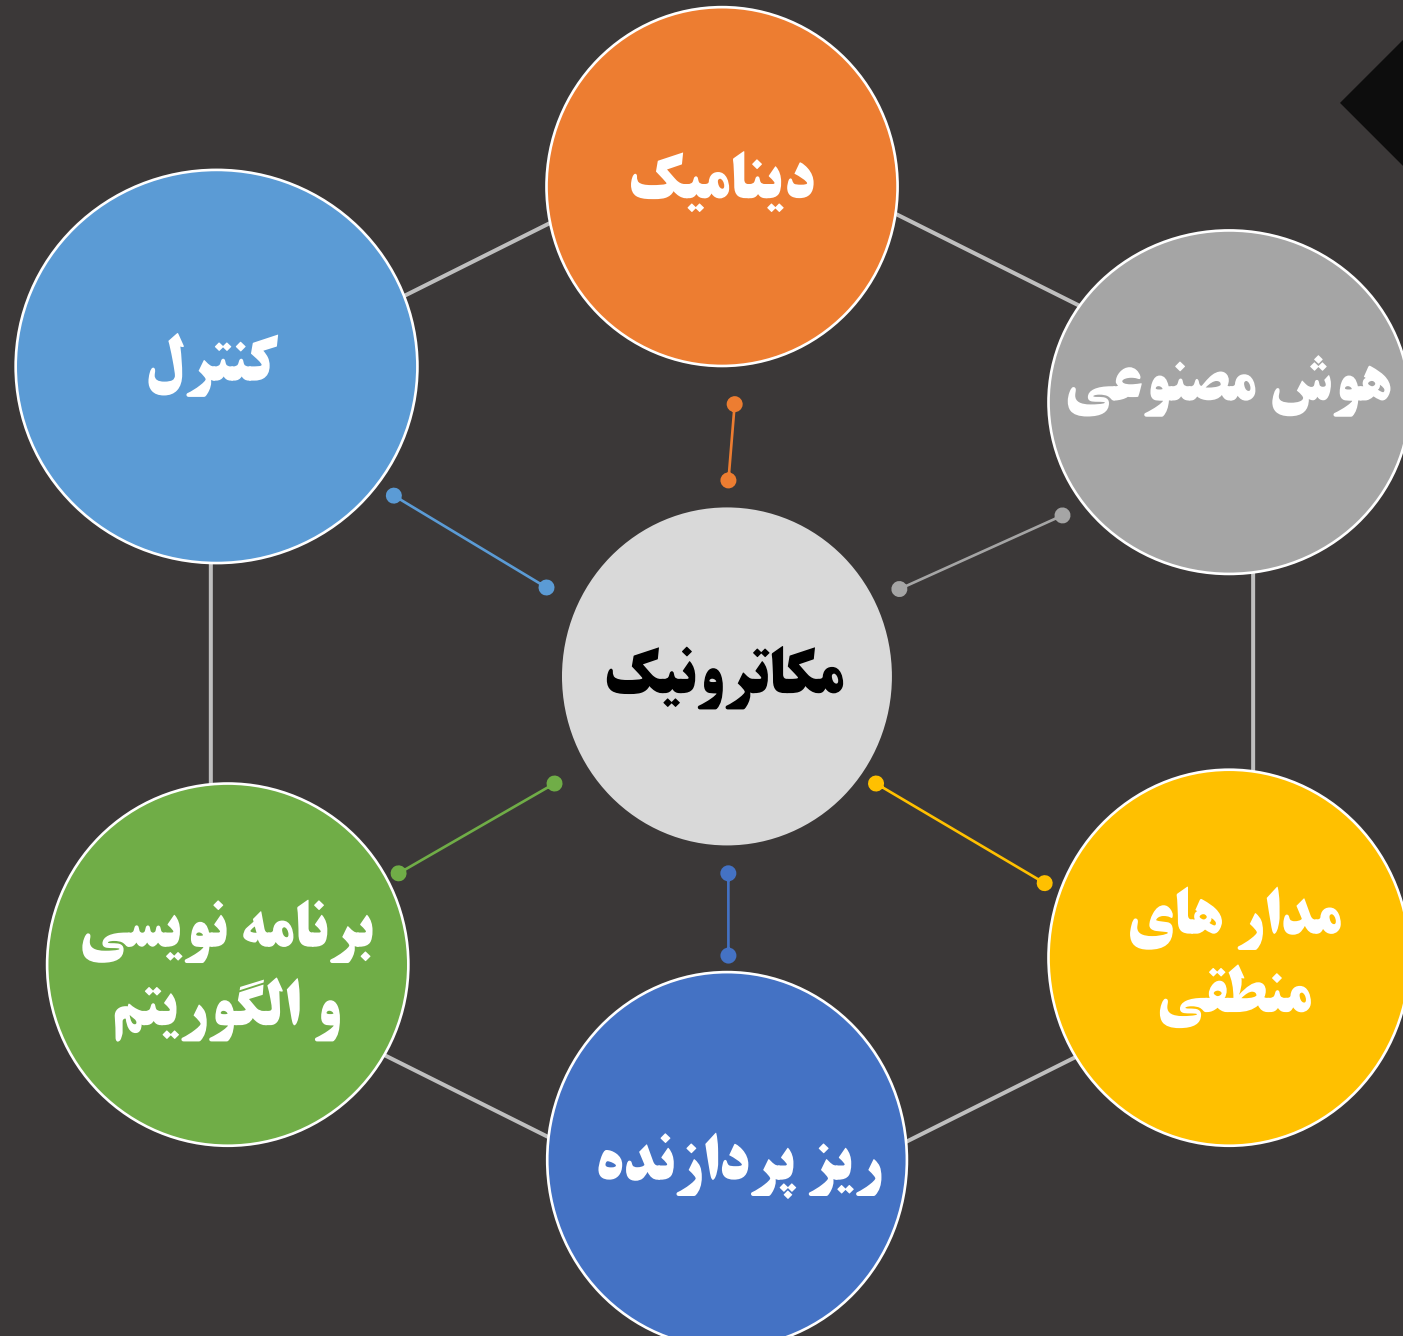 دینامیک
هوش مصنوعی
کنترل
مکاترونیک
مدار های
منطقی
برنامه نویسی
و الگوریتم
ریز پردازنده